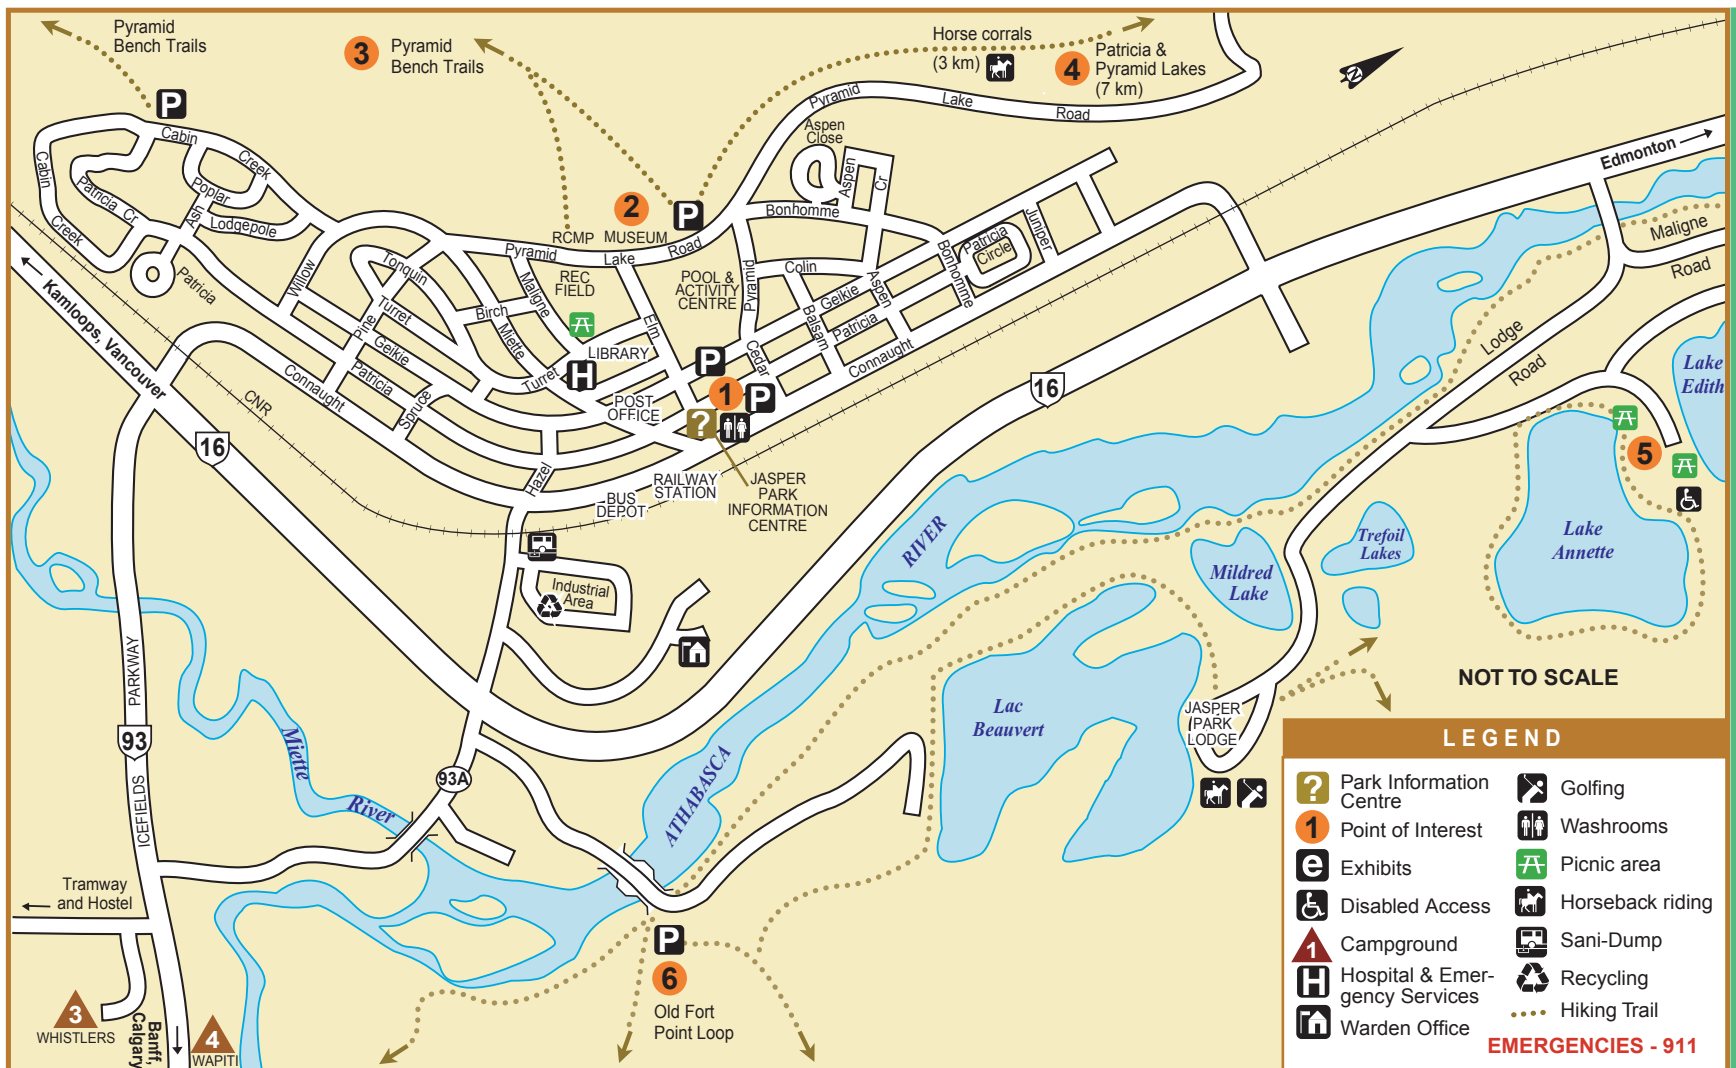 Pyramid
Bench Trails
3
Pyramid
Bench Trails
Horse corrals
(3 km)
4
Patricia &
Pyramid Lakes
(7 km)
N
P
Cabin
Creek
Cabin
Creek
Patricia Cr
Poplar
Ash
Lodgepole
Patricia
Willow
Pyramid
Lake
Road
Pyramid
Lake
Road
Aspen
Close
Aspen
Cr
Bonhomme
Edmonton
Maligne
Road
2
P
RCMP
MUSEUM
REC
FIELD
POOL &
ACTIVITY
CENTRE
Pyramid
Colin
Aspen
Bonhomme
Patricia
Circle
Juniper
Geikie
Balsam
Patricia
Connaught
Cedar
Tonquin
Turret
Pine
Geikie
Patricia
Connaught
Spruce
Birch
Miette
Maligne
Elm
Turret
LIBRARY
H
P
1
P
POST
OFFICE
?
Hazel
BUS
DEPOT
RAILWAY
STATION
JASPER
PARK
INFORMATION
CENTRE
Kamloops, Vancouver
CNR
16
16
Lodge
Road
Lake
Edith
5
Lake
Annette
Trefoil
Lakes
Mildred
Lake
RIVER
ATHABASCA
Industrial
Area
Lac
Beauvert
JASPER
PARK
LODGE
NOT TO SCALE
PARKWAY
93
ICEFIELDS
Miette
River
93A
Tramway
and Hostel
3
WHISTLERS
Banff,
Calgary
4
WAPITI
P
6
Old Fort
Point Loop
LEGEND
? Park Information
Centre
1 Point of Interest
e Exhibits
Disabled Access
1 Campground
H Hospital & Emer-
gency Services
Warden Office
Golfing
Washrooms
Picnic area
Horseback riding
Sani-Dump
Recycling
Hiking Trail
EMERGENCIES - 911